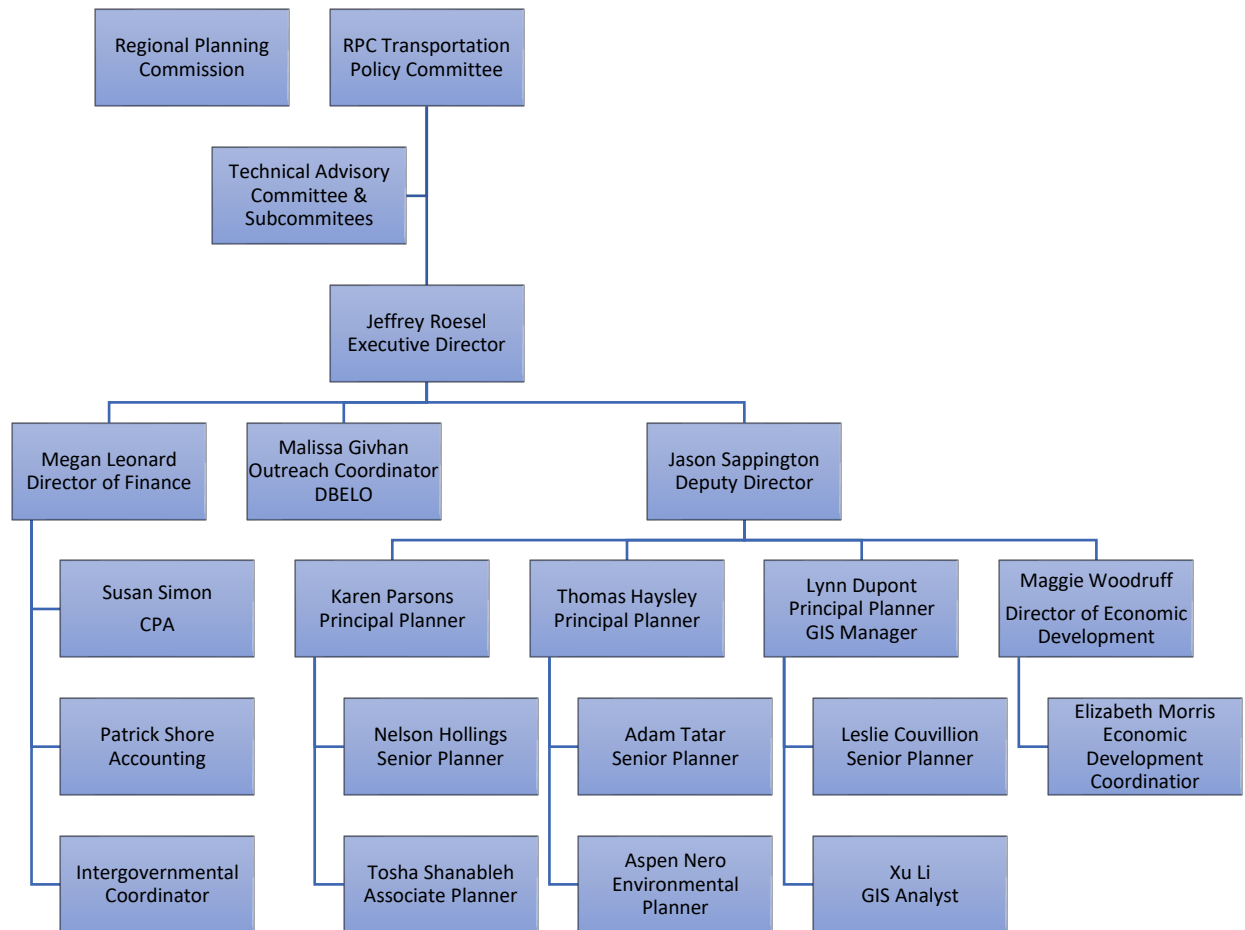 Regional Planning
Commission
RPC Transportation
Policy Committee
Technical Advisory
Committee &
Subcommitees
Jeffrey Roesel
Executive Director
Megan Leonard
Director of Finance
Malissa Givhan
Outreach Coordinator
DBELO
Jason Sappington
Deputy Director
Susan Simon
CPA
Karen Parsons
Principal Planner
Thomas Haysley
Principal Planner
Lynn Dupont
Principal Planner
GIS Manager
Maggie Woodruff
Director of Economic
Development
Patrick Shore
Accounting
Nelson Hollings
Senior Planner
Adam Tatar
Senior Planner
Leslie Couvillion
Senior Planner
Elizabeth Morris
Economic
Development
Coordinatior
Intergovernmental
Coordinator
Tosha Shanableh
Associate Planner
Aspen Nero
Environmental
Planner
Xu Li
GIS Analyst